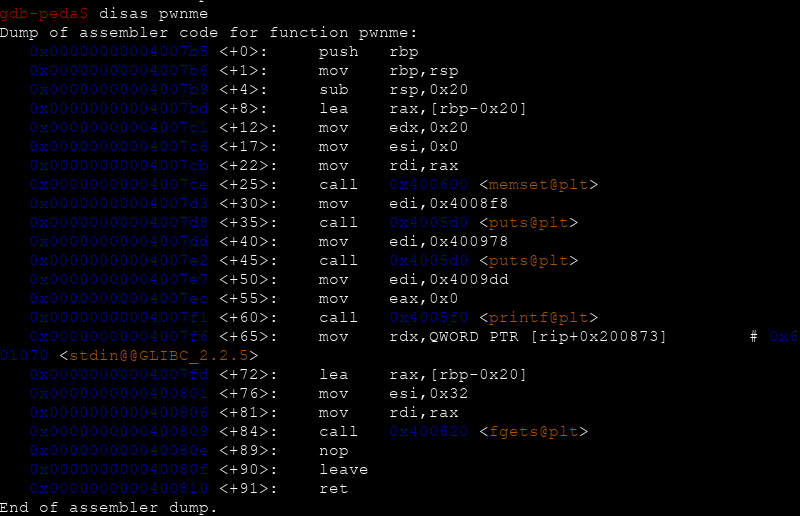 gdb-peda$ disas pwnme
Dump of assembler code for function pwnme:
0x00000000004007b5 <+0>: push rbp
0x00000000004007b6 <+1>: mov rbp,rsp
0x00000000004007b9 <+4>: sub rsp,0x20
0x00000000004007bd <+8>: lea rax,[rbp-0x20]
0x00000000004007c1 <+12>: mov edx,0x20
0x00000000004007c6 <+17>: mov esi,0x0
0x00000000004007cb <+22>: mov rdi,rax
0x00000000004007ce <+25>: call 0x400600 <memset@plt>
0x00000000004007d3 <+30>: mov edi,0x4008f8
0x00000000004007d8 <+35>: call 0x4005d0 <puts@plt>
0x00000000004007dd <+40>: mov edi,0x400978
0x00000000004007e2 <+45>: call 0x4005d0 <puts@plt>
0x00000000004007e7 <+50>: mov edi,0x4009dd
0x00000000004007ec <+55>: mov eax,0x0
0x00000000004007f1 <+60>: call 0x4005f0 <printf@plt>
0x00000000004007f6 <+65>: mov rdx,QWORD PTR [rip+0x200873] # 0x6
01070 <stdin@@GLIBC_2.2.5>
0x00000000004007fd <+72>: lea rax,[rbp-0x20]
0x0000000000400801 <+76>: mov esi,0x32
0x0000000000400806 <+81>: mov rdi,rax
0x0000000000400809 <+84>: call 0x400620 <fgets@plt>
0x000000000040080e <+89>: nop
0x000000000040080f <+90>: leave
0x0000000000400810 <+91>: ret
End of assembler dump.